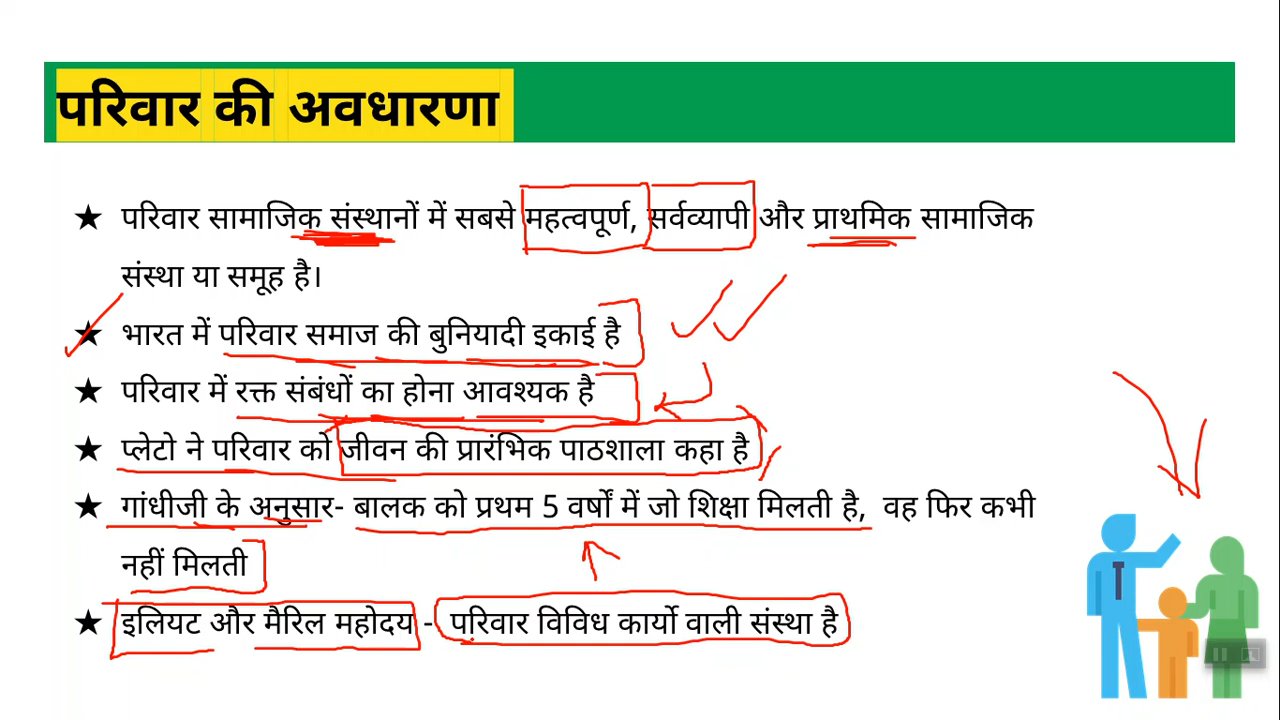 परिवार की अवधारणा
★ परिवार सामाजिक संस्थानों में सबसे महत्वपूर्ण, सर्वव्यापी और प्राथमिक सामाजिक
संस्था या समूह है।
★ भारत में परिवार समाज की बुनियादी इकाई है
★ परिवार में रक्त संबंधों का होना आवश्यक है
★ प्लेटो ने परिवार को जीवन की प्रारंभिक पाठशाला कहा है
★ गांधीजी के अनुसार- बालक को प्रथम 5 वर्षों में जो शिक्षा मिलती है, वह फिर कभी
नहीं मिलती
★ इलियट और मैरिल महोदय - परिवार विविध कार्यो वाली संस्था है